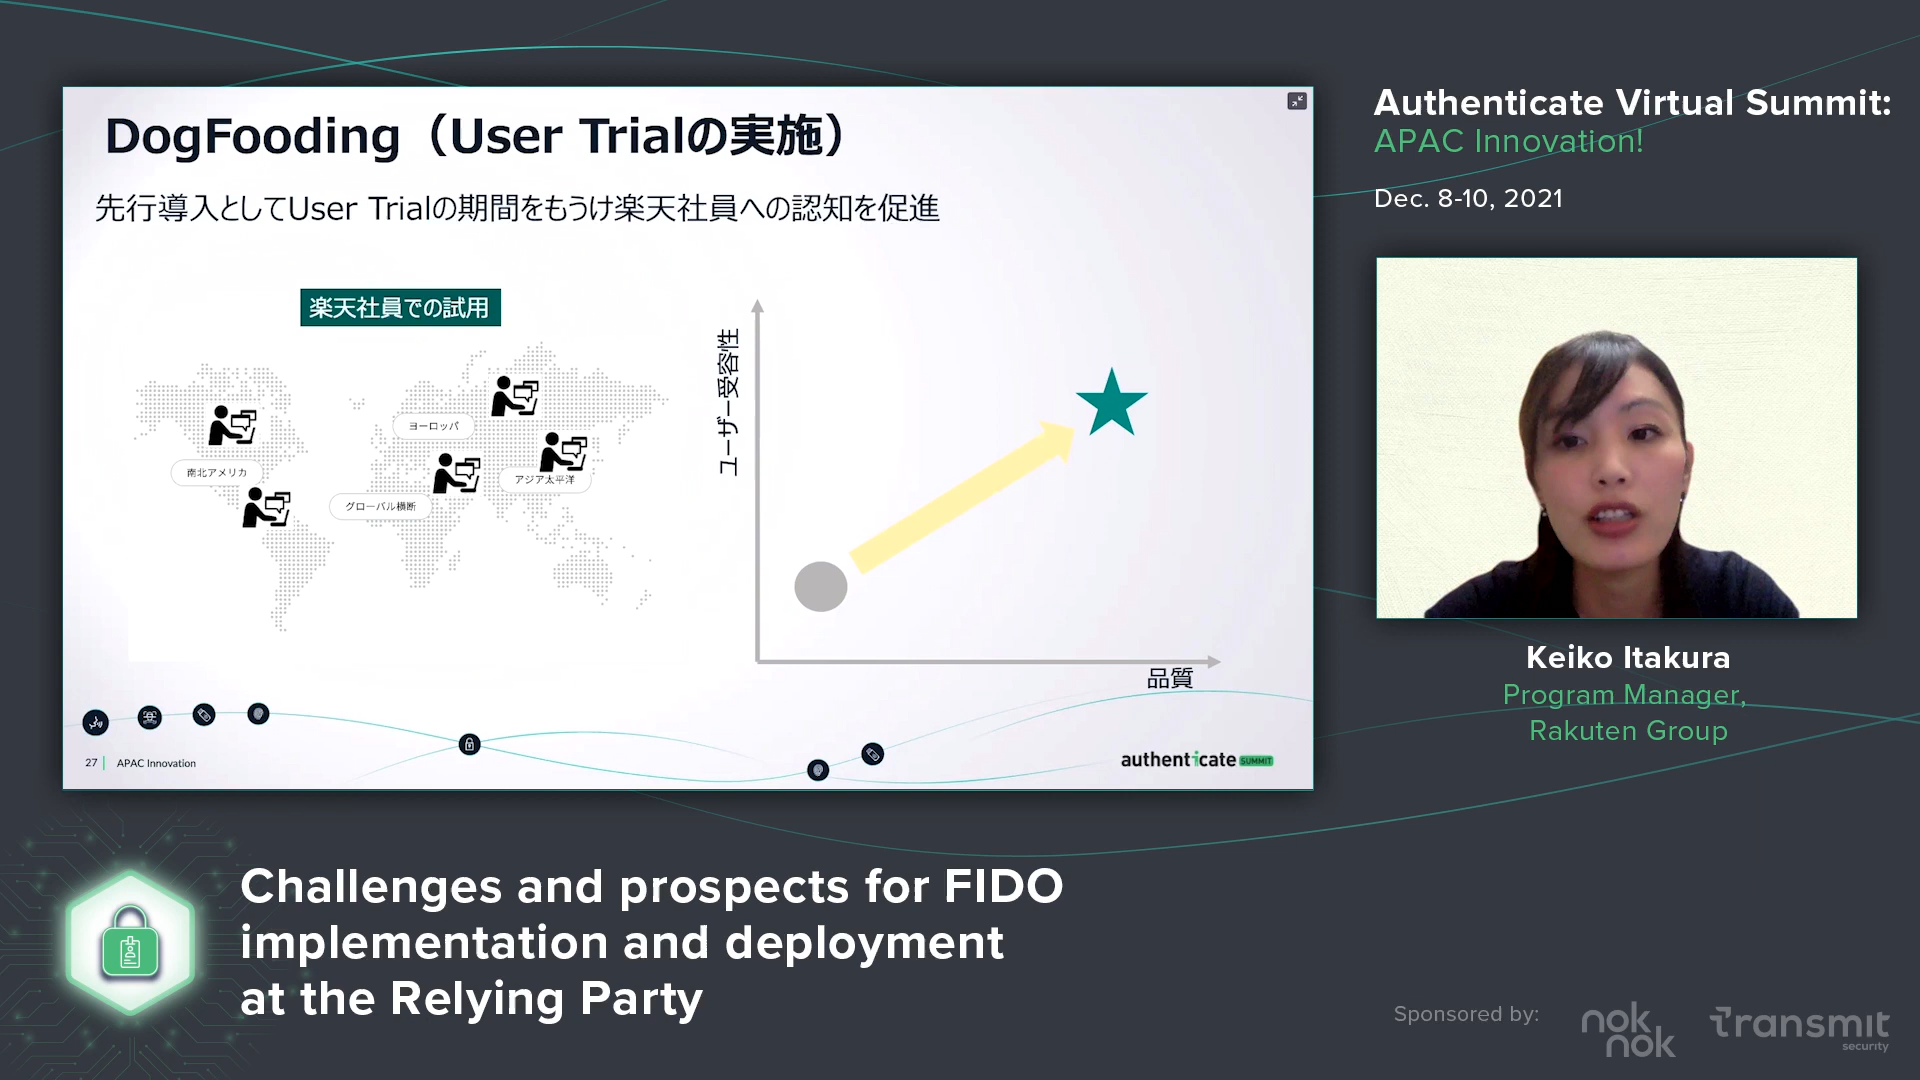 DogFooding（User Trialの実施）
先行導入としてUser Trialの期間をもうけ楽天社員への認知を促進
楽天社員での試用
ヨーロッパ
南北アメリカ
アジア太平洋
グローバル横断
ユーザー受容性
品質
27 | APAC Innovation
authenticate SUMMIT
Authenticate Virtual Summit:
APAC Innovation!
Dec. 8-10, 2021
Keiko Itakura
Program Manager,
Rakuten Group
Challenges and prospects for FIDO
implementation and deployment
at the Relying Party
Sponsored by:
nok
nok
Transmit
security